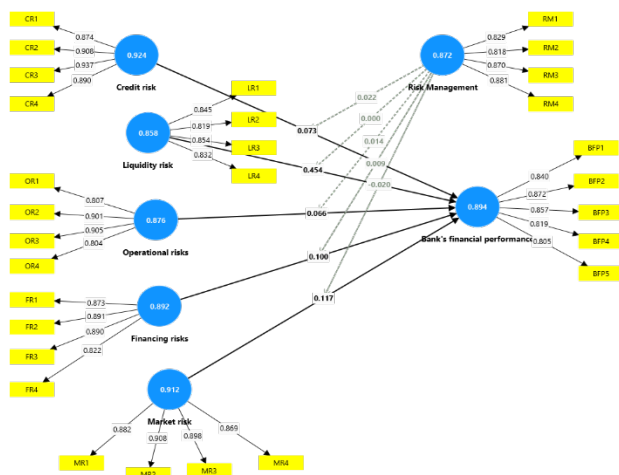 CR1
CR2
CR3
CR4
0.874
0.908
0.937
0.890
0.924
Credit risk
0.858
Liquidity risk
0.845
0.819
0.854
0.832
LR1
LR2
LR3
LR4
OR1
OR2
OR3
OR4
0.807
0.901
0.905
0.804
0.876
Operational risks
FR1
FR2
FR3
FR4
0.873
0.891
0.890
0.822
0.892
Financing risks
0.912
Market risk
0.882
0.908
0.898
0.869
MR1
MR2
MR3
MR4
0.872
Risk Management
0.829
0.818
0.870
0.881
RM1
RM2
RM3
RM4
0.022
0.000
0.014
0.009
-0.020
0.073
0.454
0.066
0.100
0.117
0.894
Bank's financial performance
0.840
0.872
0.857
0.819
0.805
BFP1
BFP2
BFP3
BFP4
BFP5